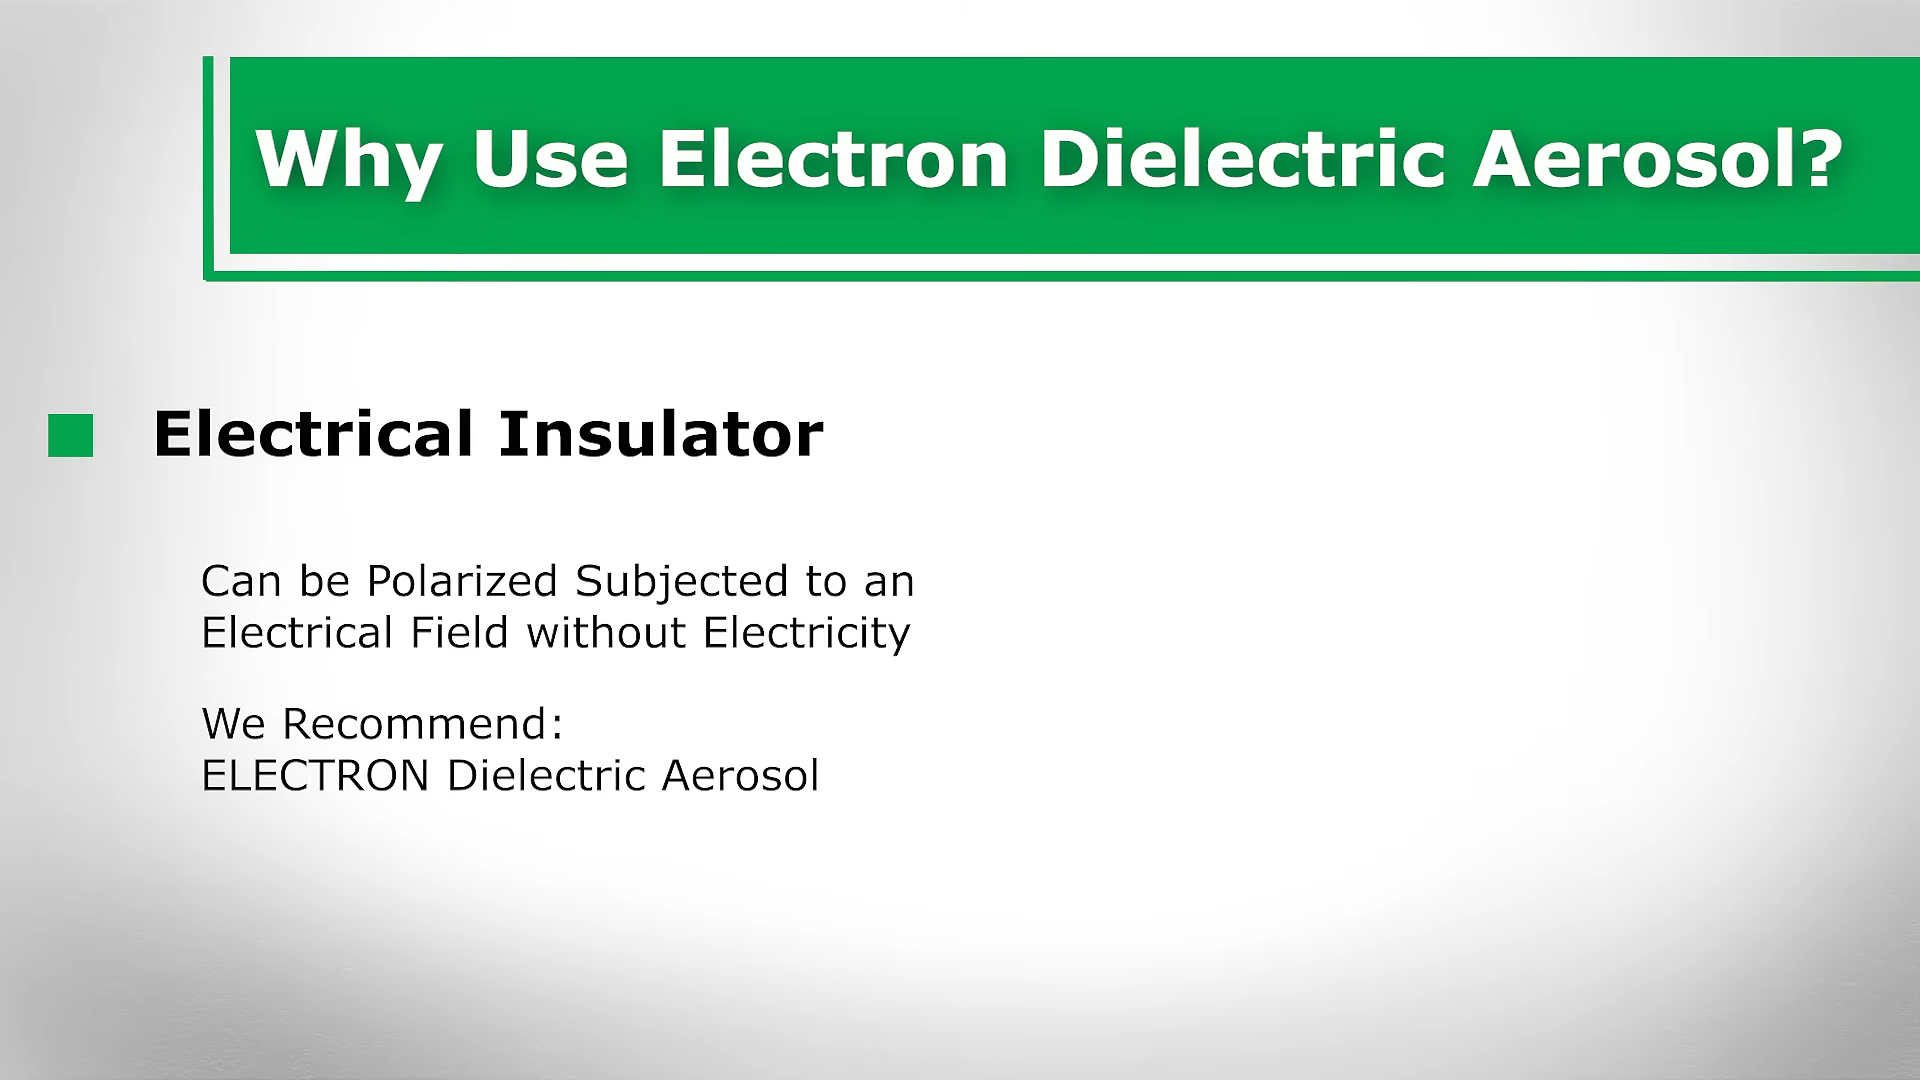 Why Use Electron Dielectric Aerosol?
Electrical Insulator
Can be Polarized Subjected to an
Electrical Field without Electricity
We Recommend:
ELECTRON Dielectric Aerosol